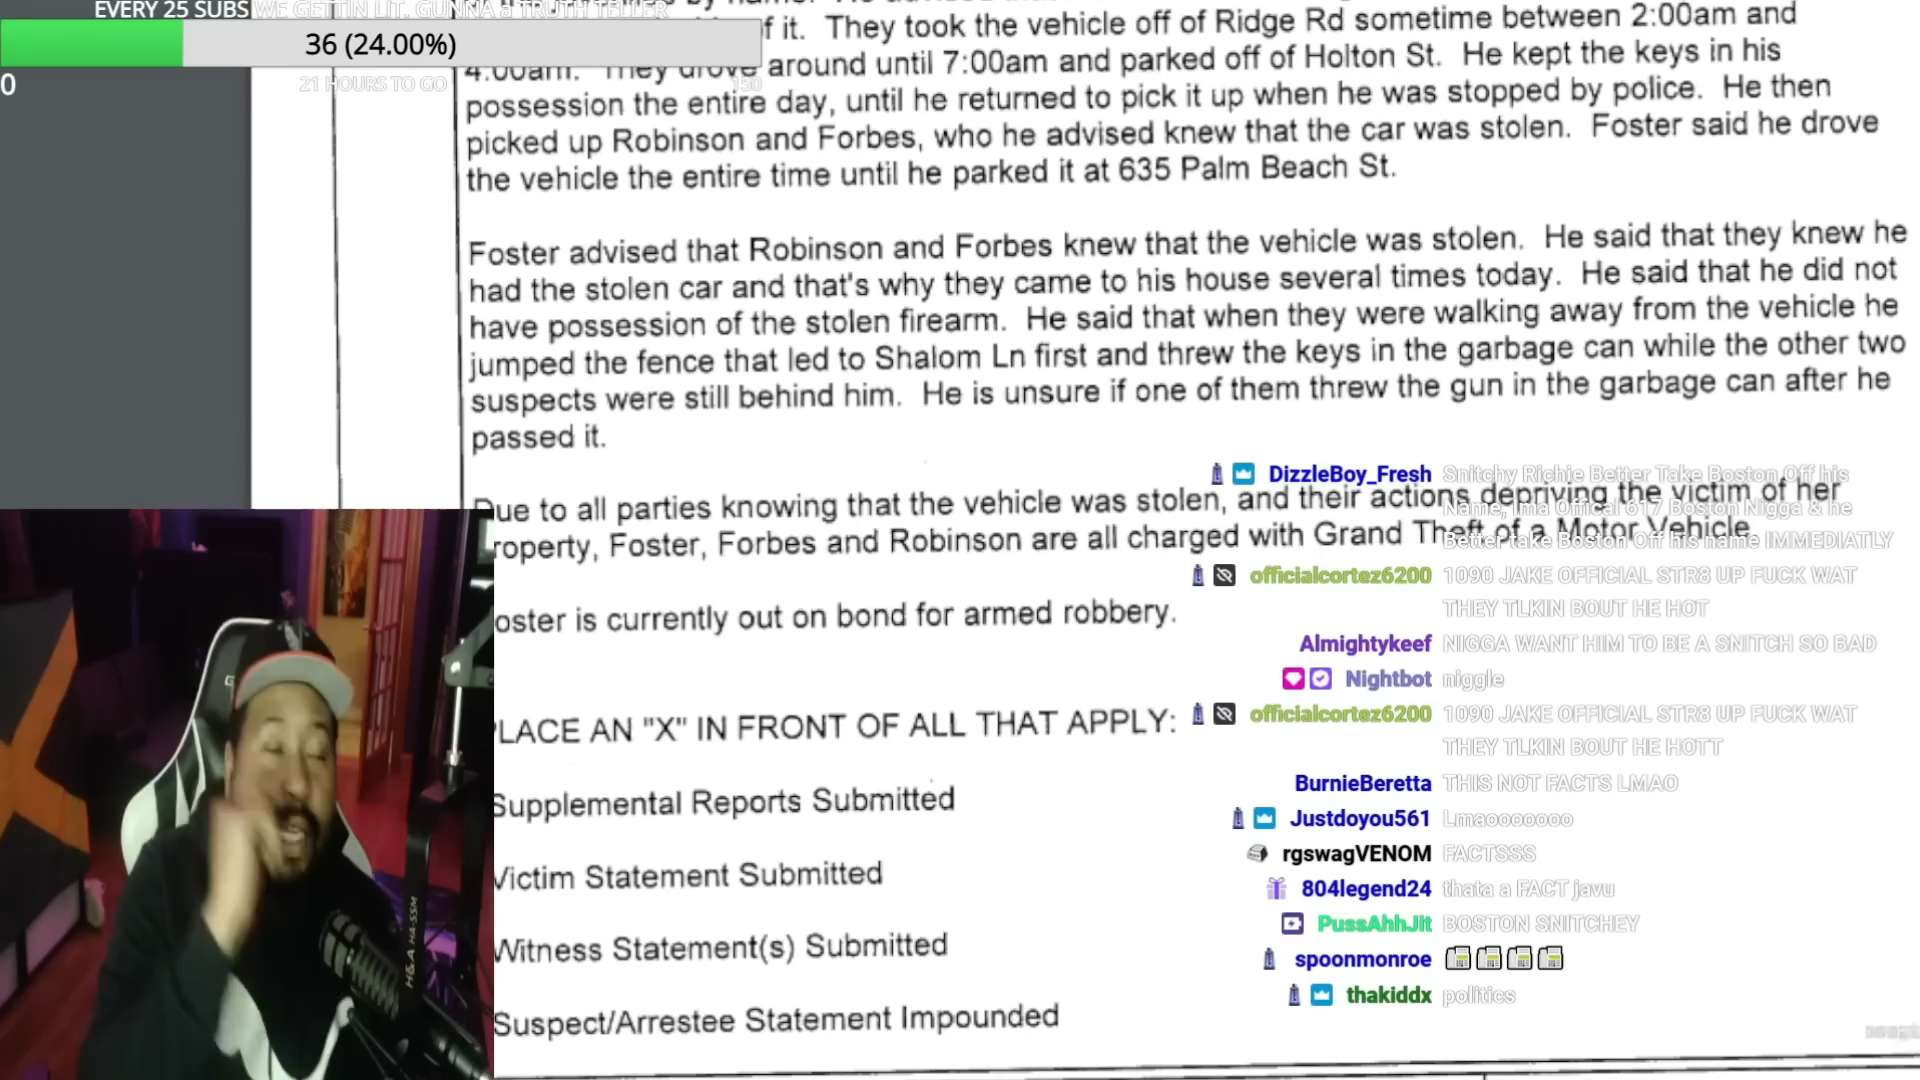 EVERY 25 SUBS WE GETTIN LIT. GUNNA a TRUTH TELLER
36 (24.00%)
0
21 HOURS TO GO
150
of it. They took the vehicle off of Ridge Rd sometime between 2:00am and
4:00am. They drove around until 7:00am and parked off of Holton St. He kept the keys in his
possession the entire day, until he returned to pick it up when he was stopped by police. He then
picked up Robinson and Forbes, who he advised knew that the car was stolen. Foster said he drove
the vehicle the entire time until he parked it at 635 Palm Beach St.
Foster advised that Robinson and Forbes knew that the vehicle was stolen. He said that they knew he
had the stolen car and that's why they came to his house several times today. He said that he did not
have possession of the stolen firearm. He said that when they were walking away from the vehicle he
jumped the fence that led to Shalom Ln first and threw the keys in the garbage can while the other two
suspects were still behind him. He is unsure if one of them threw the gun in the garbage can after he
passed it.
Due to all parties knowing that the vehicle was stolen, and their actions depriving the victim of her
roperty, Foster, Forbes and Robinson are all charged with Grand Theft of a Motor Vehicle.
oster is currently out on bond for armed robbery.
LACE AN "X" IN FRONT OF ALL THAT APPLY:
Supplemental Reports Submitted
Victim Statement Submitted
Witness Statement(s) Submitted
Suspect/Arrestee Statement Impounded
DizzleBoy_Fresh Snitchy Richie Better Take Boston Off his
Name, Ima Offical 617 Boston Nigga & he
Better take Boston Off his name IMMEDIATLY
officialcortez6200 1090 JAKE OFFICIAL STR8 UP FUCK WAT
THEY TLKIN BOUT HE HOT
Almightykeef NIGGA WANT HIM TO BE A SNITCH SO BAD
Nightbot niggle
officialcortez6200 1090 JAKE OFFICIAL STR8 UP FUCK WAT
THEY TLKIN BOUT HE HOTT
BurnieBeretta THIS NOT FACTS LMAO
Justdoyou561 Lmaooooooo
rgswagVENOM FACTSSS
804legend24 thata a FACT javu
PussAhhJit BOSTON SNITCHEY
spoonmonroe
thakiddx politics
H&A HA-SSM